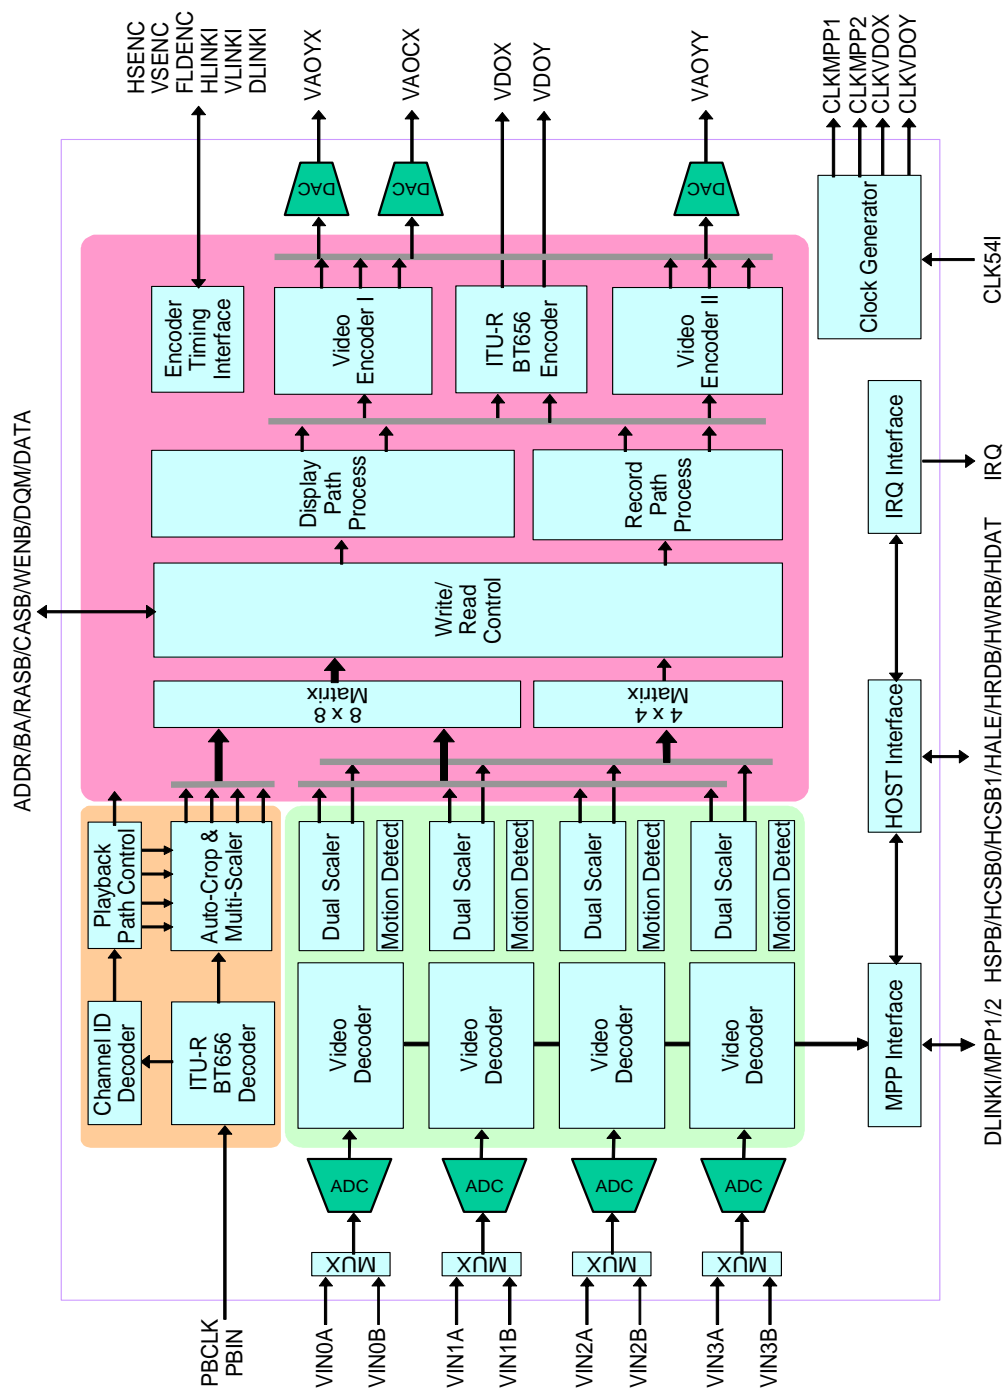 HSENC
VSENC
FLDENC
HLINKI
VLINKI
DLINKI
VAOYX
VAOCX
VDOX
VDOY
VAOYY
CLKMPP1
CLKMPP2
CLKVDOX
CLKVDOY
DAC
DAC
DAC
Encoder
Timing
Interface
Video
Encoder I
ITU-R
BT656
Encoder
Video
Encoder II
Clock Generator
CLK54I
Display
Path
Process
Record
Path
Process
IRQ Interface
IRQ
ADDR/BA/RASB/CASB/WENB/DQM/DATA
Write/
Read
Control
8 x 8
Matrix
4 x 4
Matrix
HOST Interface
HSPB/HCSB0/HCSB1/HALE/HRDB/HWRB/HDAT
Playback
Path Control
Auto-Crop &
Multi-Scaler
Dual Scaler
Motion Detect
Dual Scaler
Motion Detect
Dual Scaler
Motion Detect
Dual Scaler
Motion Detect
Channel ID
Decoder
ITU-R
BT656
Decoder
Video
Decoder
Video
Decoder
Video
Decoder
Video
Decoder
MPP Interface
DLINKI/MPP1/2
ADC
ADC
ADC
ADC
MUX
MUX
MUX
MUX
PBCLK
PBIN
VIN0A
VIN0B
VIN1A
VIN1B
VIN2A
VIN2B
VIN3A
VIN3B